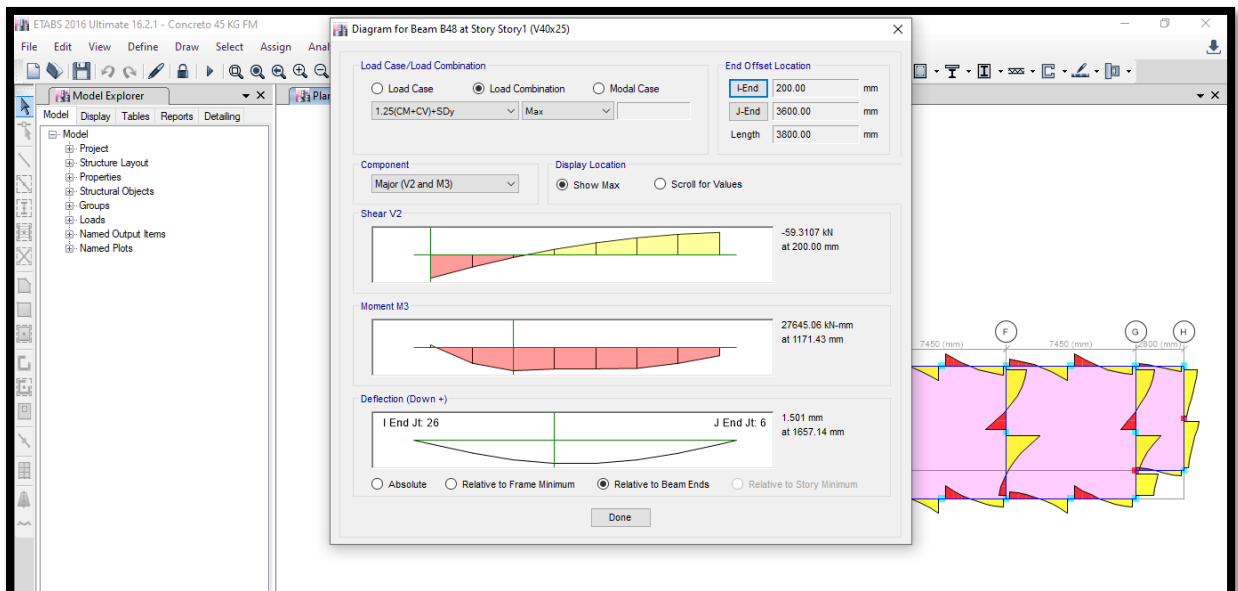 ETABS 2016 Ultimate 16.2.1 - Concreto 45 KG FM
File Edit View Define Draw Select Assign Anal
Model Explorer
Plan
Model Display Tables Reports Detailing
Model
Project
Structure Layout
Properties
Structural Objects
Groups
Loads
Named Output Items
Named Plots
Diagram for Beam B48 at Story Story1 (V40x25)
Load Case/Load Combination
Load Case Load Combination Modal Case
1.25(CM+CV)+SDy Max
End Offset Location
I-End 200.00 mm
J-End 3600.00 mm
Length 3800.00 mm
Component
Major (V2 and M3)
Display Location
Show Max Scroll for Values
Shear V2
-59.3107 kN
at 200.00 mm
Moment M3
27645.06 kN-mm
at 1171.43 mm
Deflection (Down +)
I End Jt: 26 J End Jt: 6
1.501 mm
at 1657.14 mm
Absolute Relative to Frame Minimum Relative to Beam Ends Relative to Story Minimum
Done
F G H
7450 (mm) 7450 (mm) 2800 (mm)